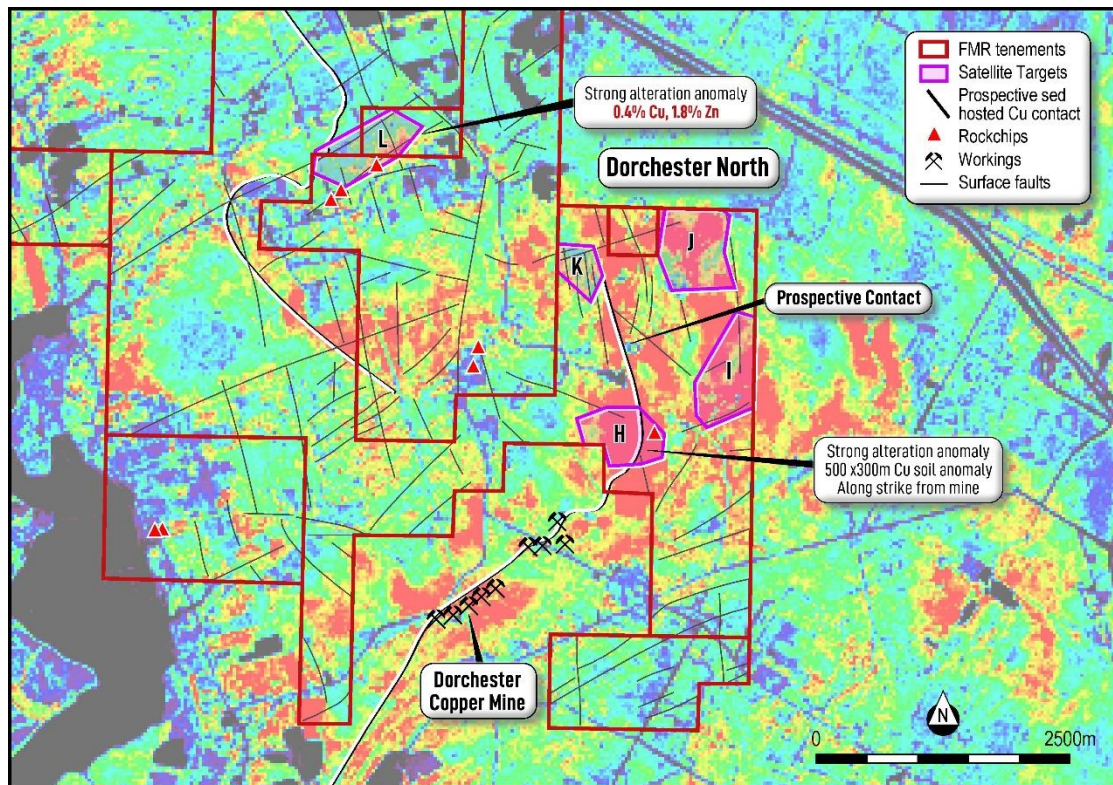 Strong alteration anomaly
0.4% Cu, 1.8% Zn
Dorchester North
FMR tenements
Satellite Targets
Prospective sed
hosted Cu contact
Rockchips
Workings
Surface faults
L
K
J
Prospective Contact
I
H
Strong alteration anomaly
500 x300m Cu soil anomaly
Along strike from mine
Dorchester
Copper Mine
N
0
2500m